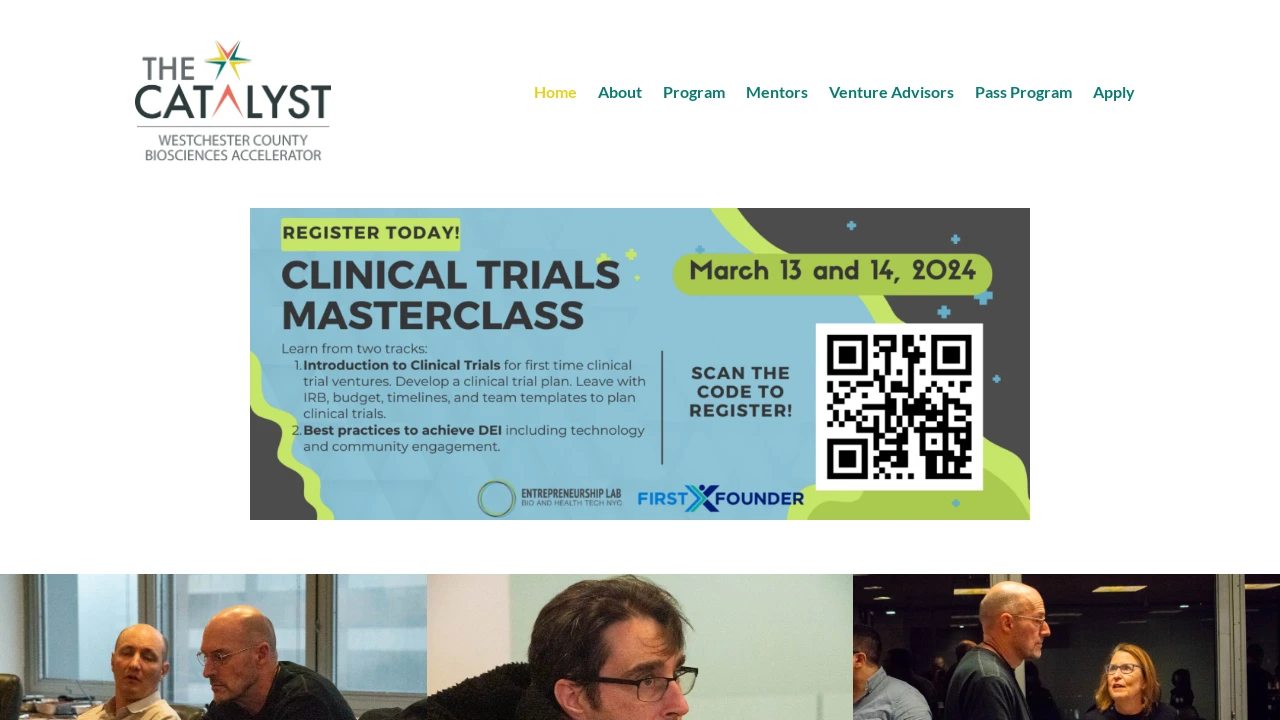 THE
CATALYST
WESTCHESTER COUNTY
BIOSCIENCES ACCELERATOR
Home About Program Mentors Venture Advisors Pass Program Apply
REGISTER TODAY!
CLINICAL TRIALS
MASTERCLASS
Learn from two tracks:
1. Introduction to Clinical Trials for first time clinical
trial ventures. Develop a clinical trial plan. Leave with
IRB, budget, timelines, and team templates to plan
clinical trials.
2. Best practices to achieve DEI including technology
and community engagement.
March 13 and 14, 2024
SCAN THE
CODE TO
REGISTER!
ENTREPRENEURSHIP LAB
BIO AND HEALTH TECH NYC
FIRST FOUNDER